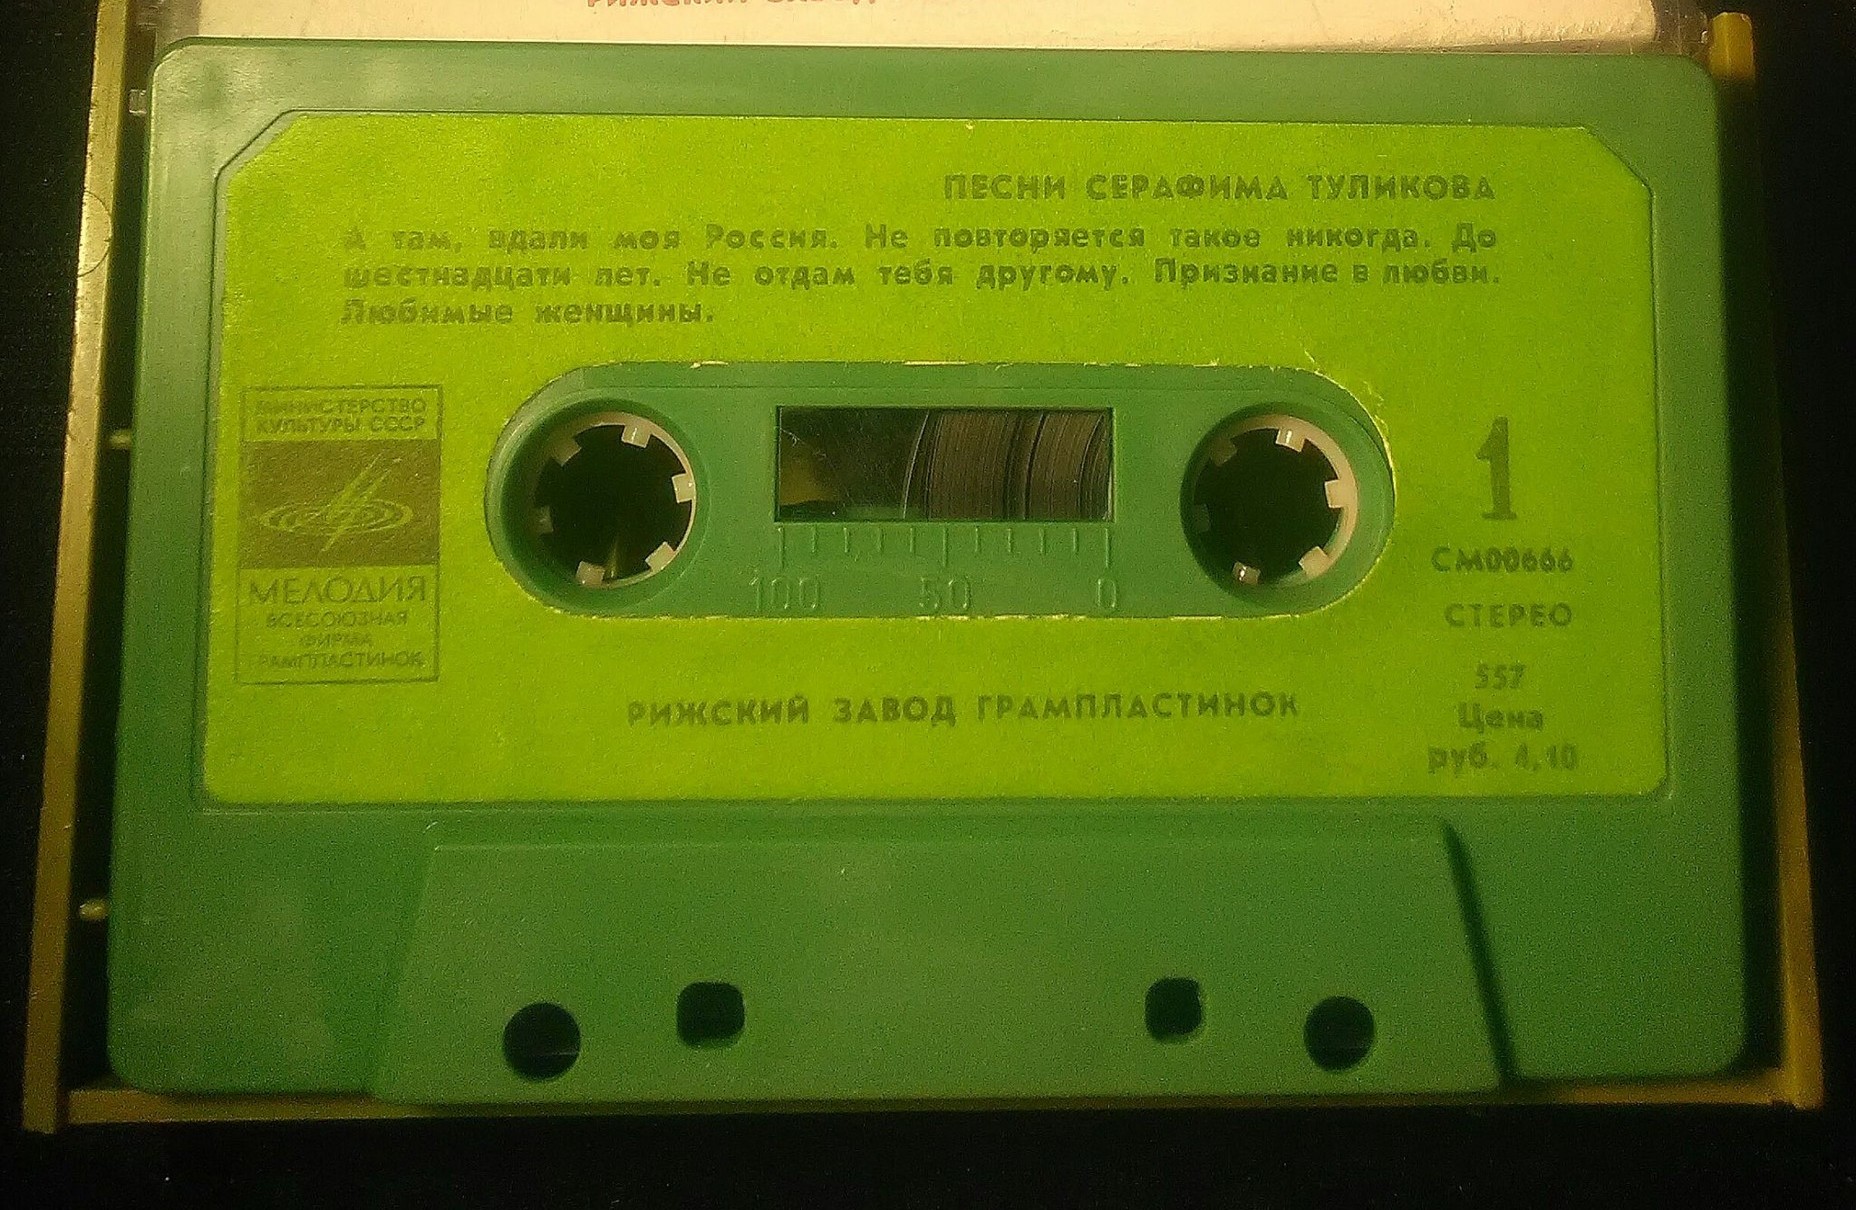 РИЖСКИЙ ЗАВОД
ПЕСНИ СЕРАФИМА ТУЛИКОВА
А там, вдали моя Россия. Не повторяется такое никогда. До
шестнадцати лет. Не отдам тебя другому. Признание в любви.
Любимые женщины.
МИНИСТЕРСТВО
КУЛЬТУРЫ СССР
МЕЛОДИЯ
ВСЕСОЮЗНАЯ
ФИРМА
ГРАМПЛАСТИНОК
100 50 0
1
СМ00666
СТЕРЕО
557
Цена
руб. 4,10
РИЖСКИЙ ЗАВОД ГРАМПЛАСТИНОК